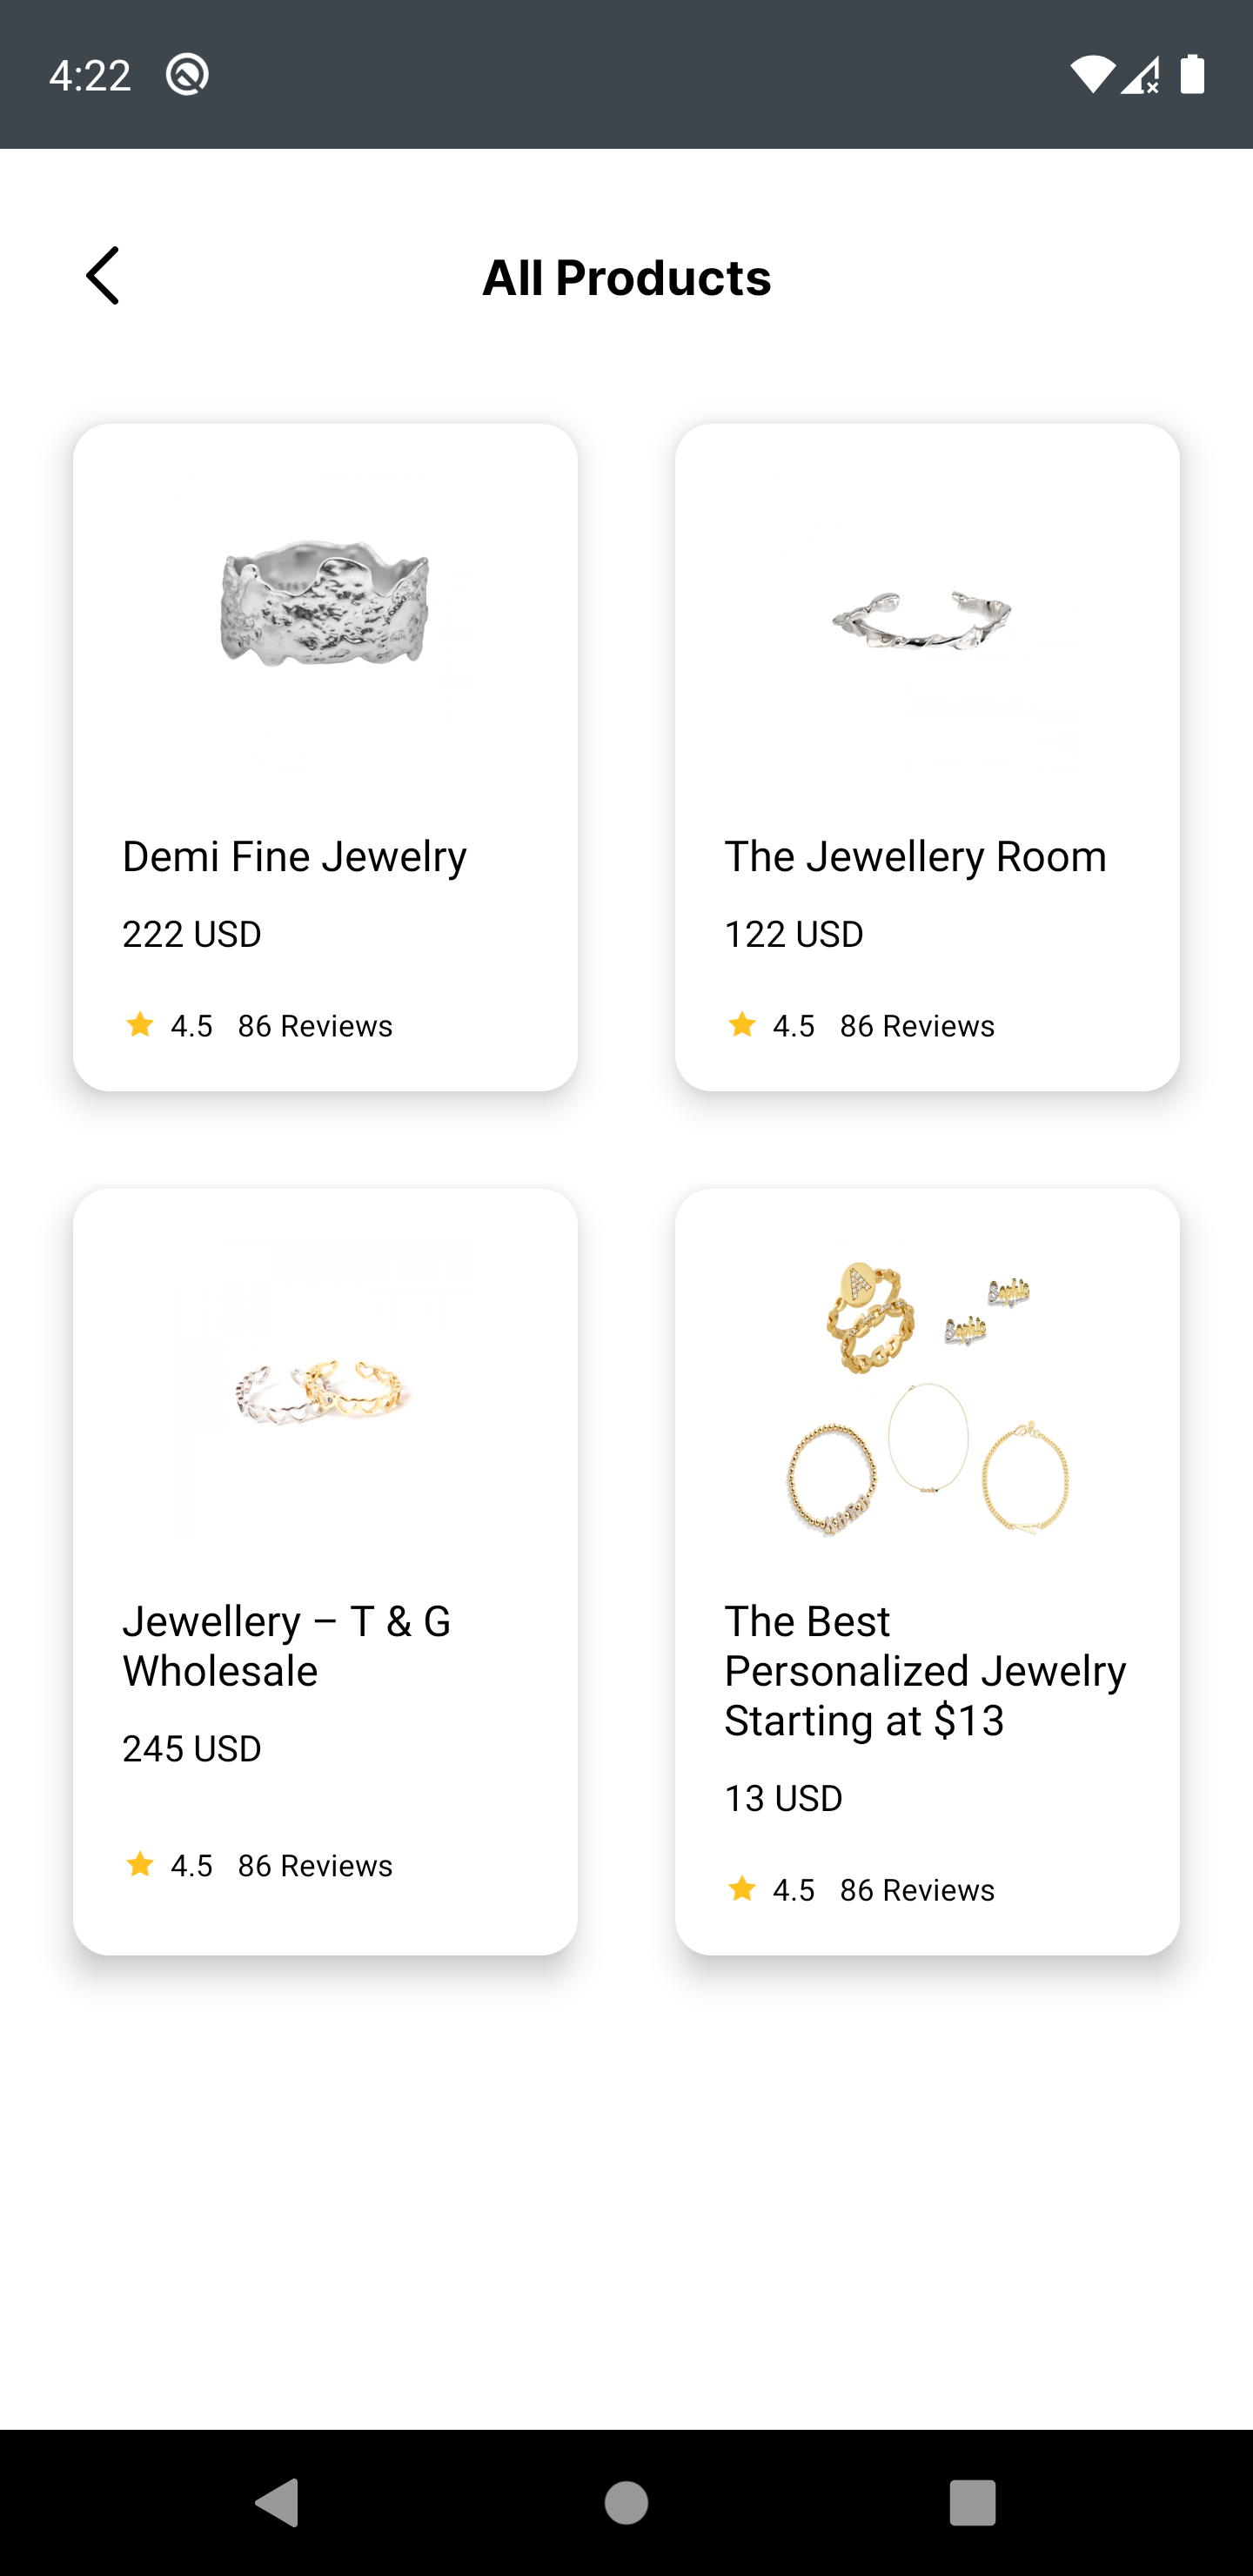 4:22
All Products
Demi Fine Jewelry
222 USD
4.5 86 Reviews
The Jewellery Room
122 USD
4.5 86 Reviews
Jewellery – T & G
Wholesale
245 USD
4.5 86 Reviews
A
Sophie
Sophie
The Best
Personalized Jewelry
Starting at $13
13 USD
4.5 86 Reviews